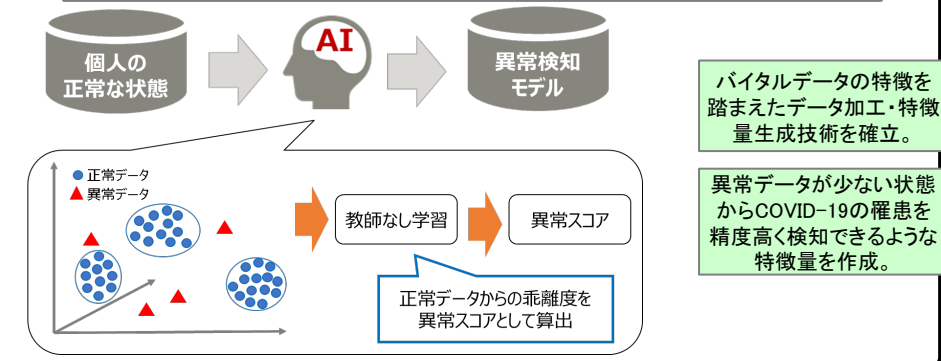 個人の
正常な状態
AI
異常検知
モデル
バイタルデータの特徴を
踏まえたデータ加工・特徴
量生成技術を確立。
正常データ
異常データ
教師なし学習
異常スコア
正常データからの乖離度を
異常スコアとして算出
異常データが少ない状態
からCOVID-19の罹患を
精度高く検知できるような
特徴量を作成。